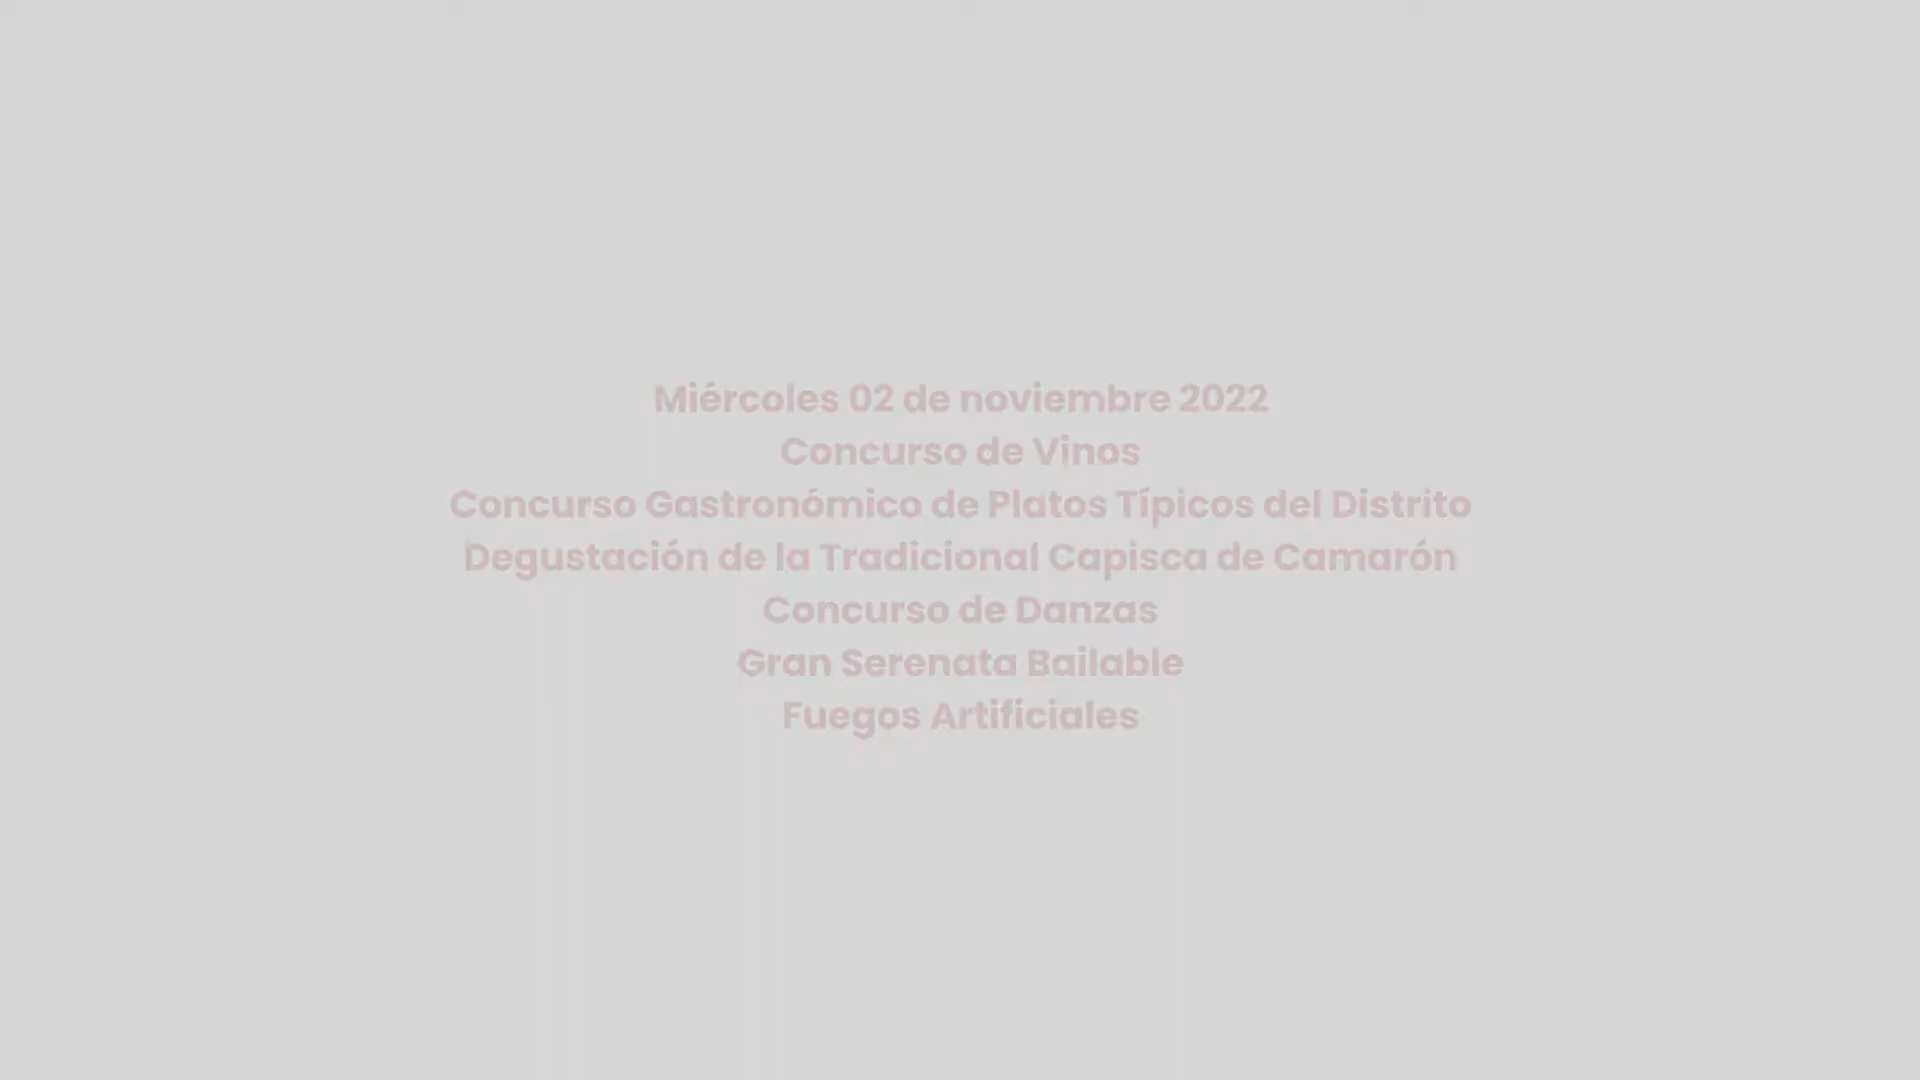 Miércoles 02 de noviembre 2022
Concurso de Vinos
Concurso Gastronómico de Platos Típicos del Distrito
Degustación de la Tradicional Capisca de Camarón
Concurso de Danzas
Gran Serenata Bailable
Fuegos Artificiales